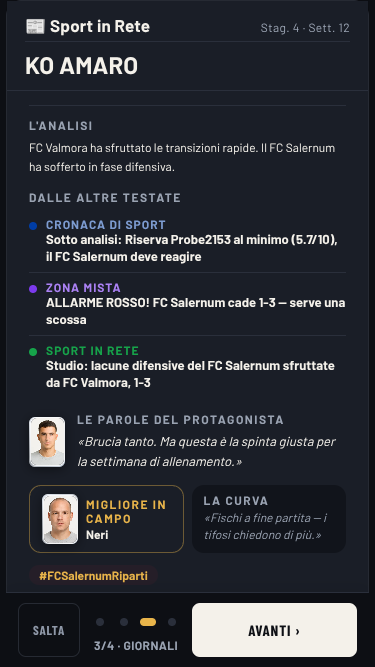 Sport in Rete
Stag. 4 · Sett. 12
KO AMARO
L'ANALISI
FC Valmora ha sfruttato le transizioni rapide. Il FC Salernum
ha sofferto in fase difensiva.
DALLE ALTRE TESTATE
CRONACA DI SPORT
Sotto analisi: Riserva Probe2153 al minimo (5.7/10),
il FC Salernum deve reagire
ZONA MISTA
ALLARME ROSSO! FC Salernum cade 1-3 — serve una
scossa
SPORT IN RETE
Studio: lacune difensive del FC Salernum sfruttate
da FC Valmora, 1-3
LE PAROLE DEL PROTAGONISTA
«Brucia tanto. Ma questa è la spinta giusta per
la settimana di allenamento.»
MIGLIORE IN
CAMPO
Neri
LA CURVA
«Fischi a fine partita — i
tifosi chiedono di più.»
#FCSalernumRiparti
SALTA
3/4 · GIORNALI
AVANTI ›